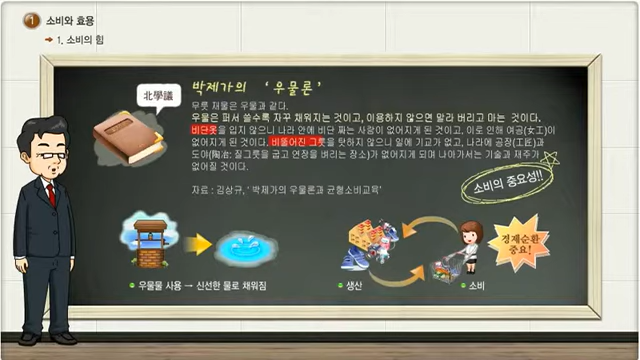 1 소비와 효용
➡ 1. 소비의 힘
北學議
박제가의 '우물론'
무릇 재물은 우물과 같다.
우물은 퍼서 쓸수록 자꾸 채워지는 것이고, 이용하지 않으면 말라 버리고 마는 것이다.
비단옷을 입지 않으니 나라 안에 비단 짜는 사람이 없어지게 된 것이고, 이로 인해 여공(女工)이
없어지게 된 것이다. 비뚤어진 그릇을 탓하지 않으니 일에 기교가 없고, 나라에 공장(工匠)과
도야(陶冶: 질그릇을 굽고 연장을 벼리는 장소)가 없어지게 되며 나아가서는 기술과 재주가
없어질 것이다.
자료 : 김상규, ' 박제가의 우물론과 균형소비교육'
소비의 중요성!!
경제순환
중요!
우물물 사용 → 신선한 물로 채워짐
생산
소비